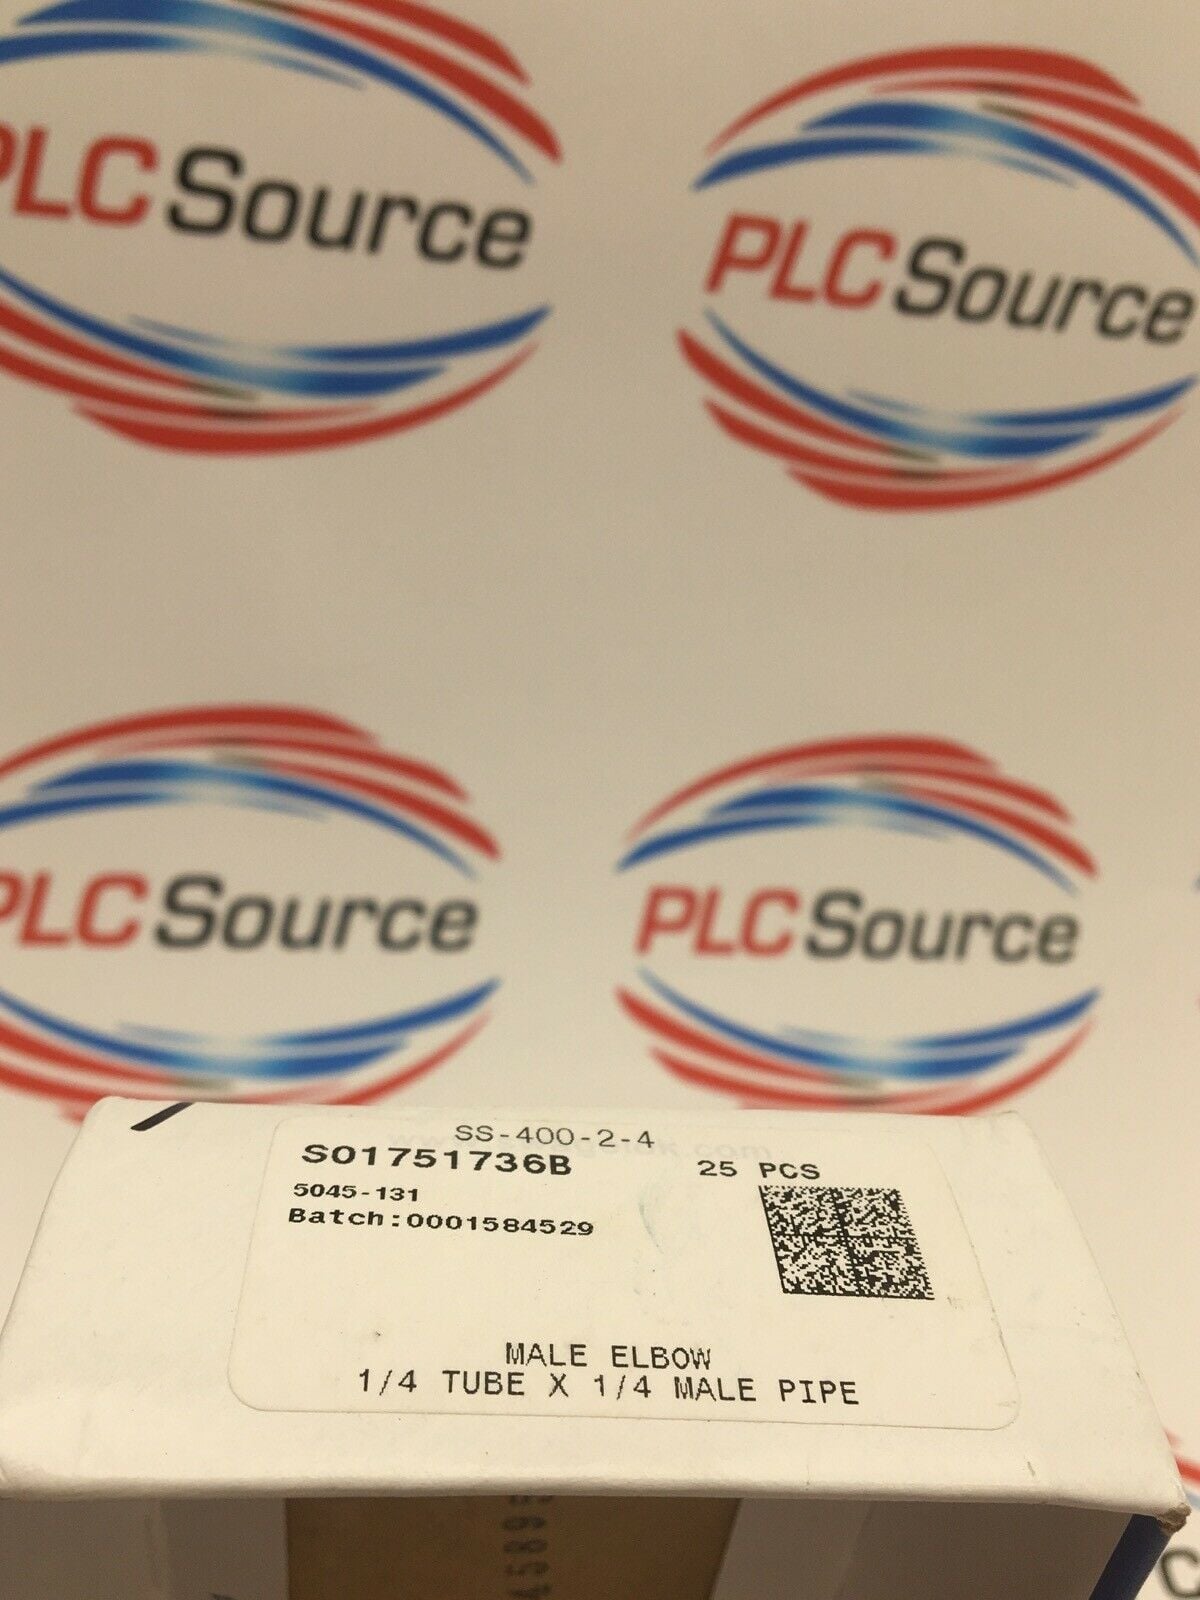 PLC Source
PLC Source
PLC Source
PLC Source
SS-400-2-4
S01751736B
25 PCS
5045-131
Batch:0001584529
MALE ELBOW
1/4 TUBE X 1/4 MALE PIPE